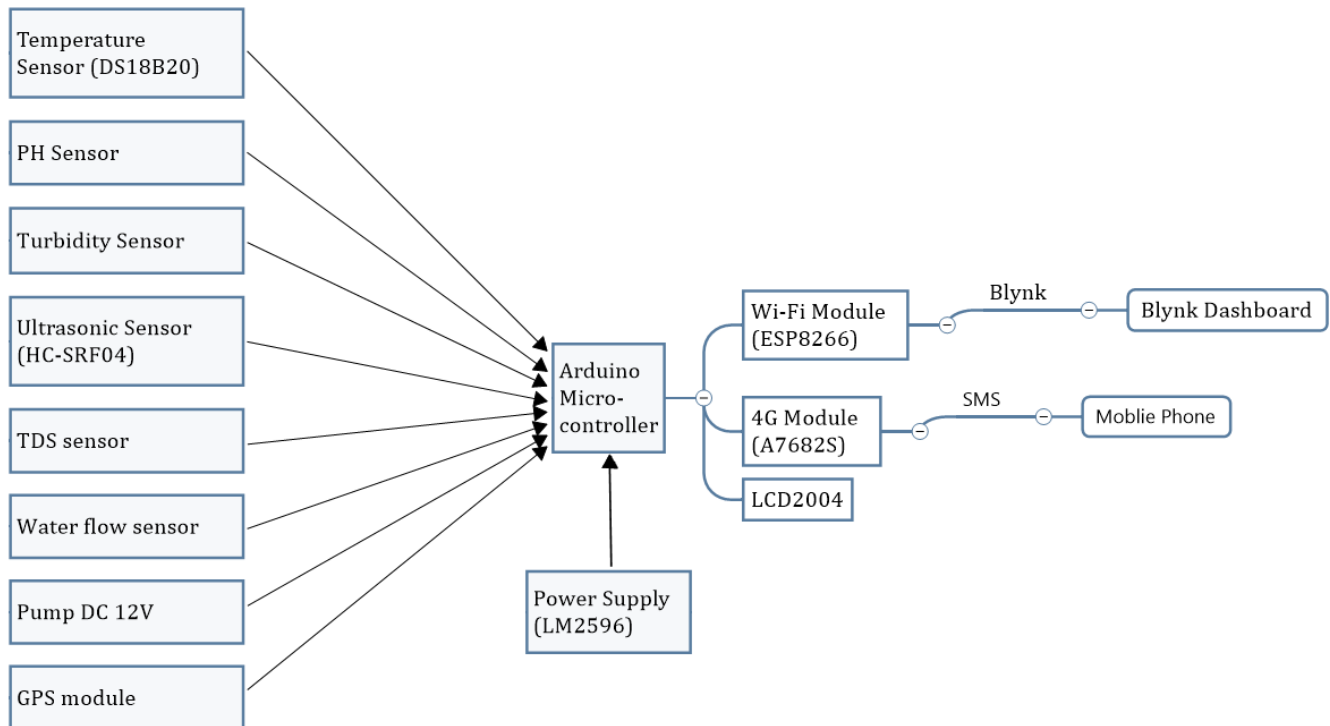 Temperature
Sensor (DS18B20)
PH Sensor
Turbidity Sensor
Ultrasonic Sensor
(HC-SRF04)
TDS sensor
Water flow sensor
Pump DC 12V
GPS module
Arduino
Micro-
controller
Power Supply
(LM2596)
Wi-Fi Module
(ESP8266)
Blynk
Blynk Dashboard
4G Module
(A7682S)
SMS
Moblie Phone
LCD2004